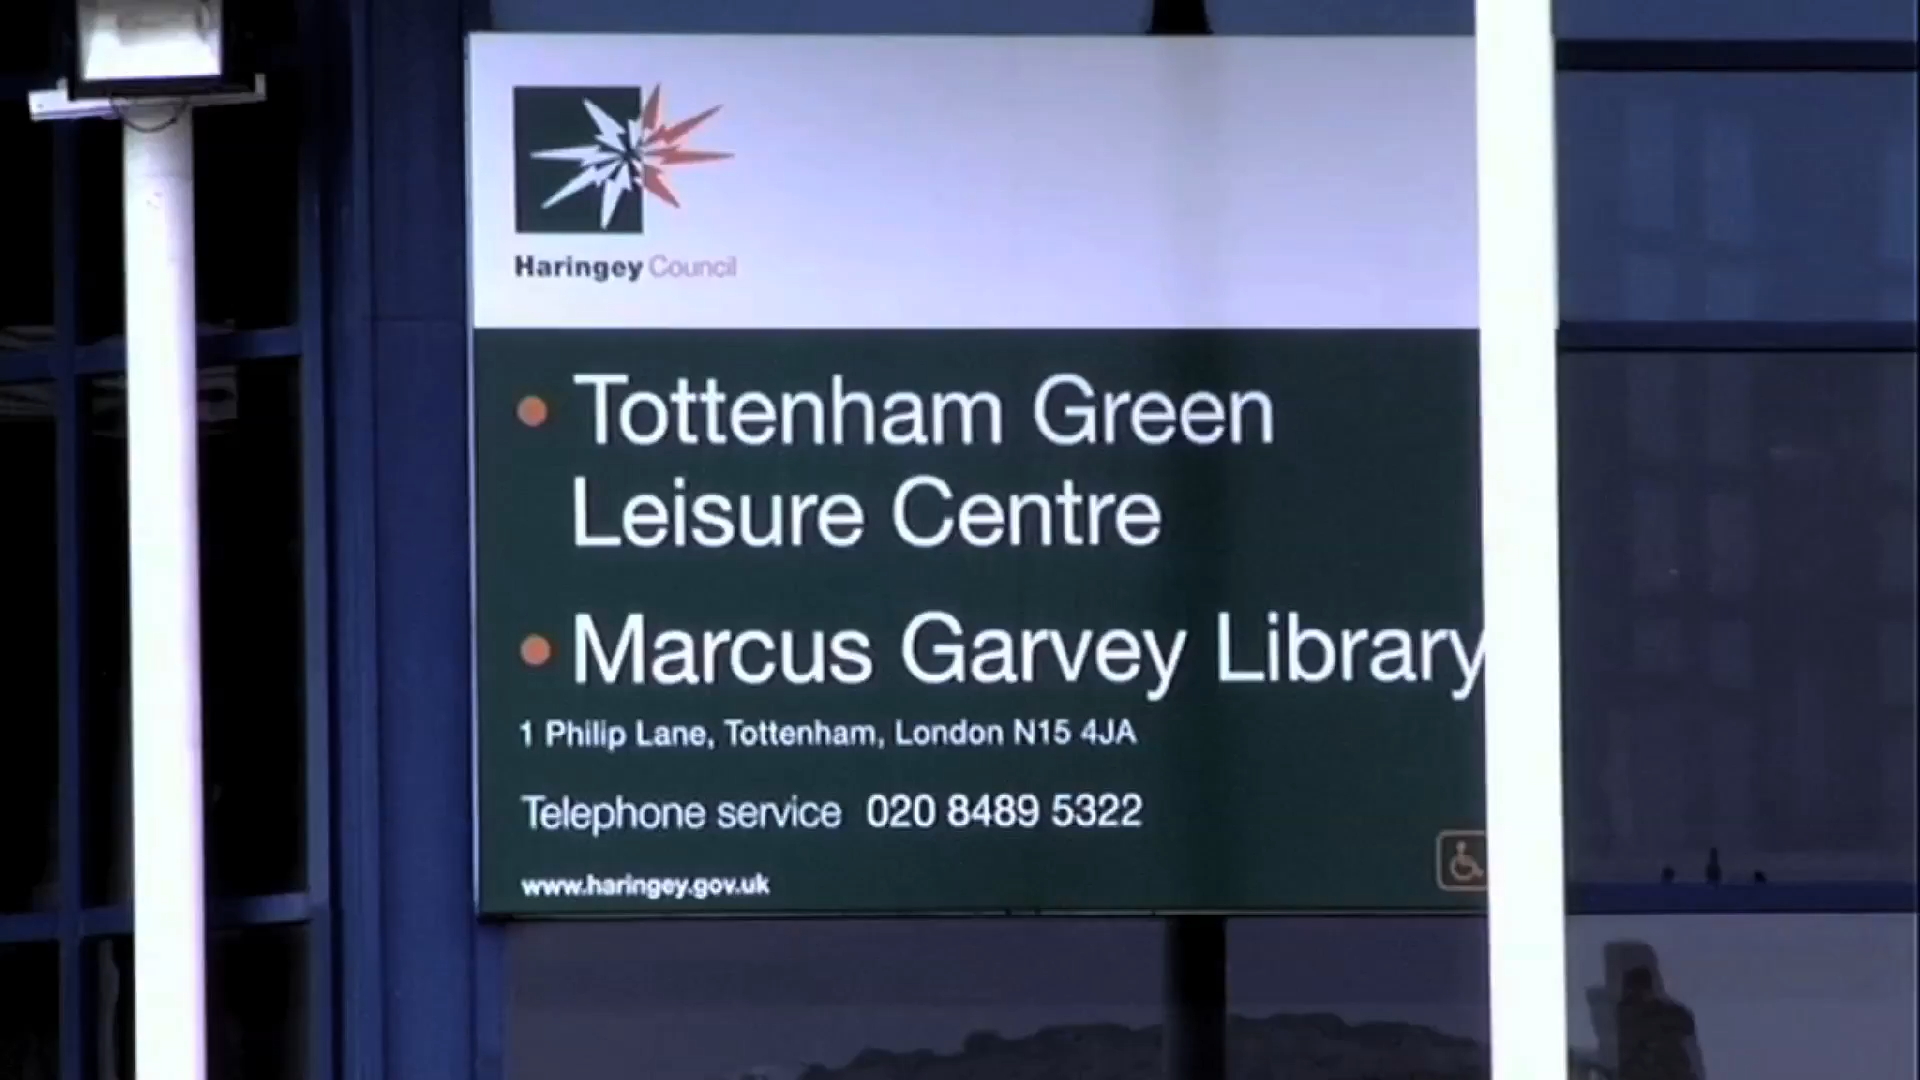 Haringey Council
• Tottenham Green
Leisure Centre
• Marcus Garvey Library
1 Philip Lane, Tottenham, London N15 4JA
Telephone service 020 8489 5322
www.haringey.gov.uk